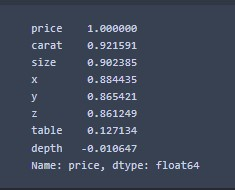 price 1.000000
carat 0.921591
size 0.902385
x 0.884435
y 0.865421
z 0.861249
table 0.127134
depth -0.010647
Name: price, dtype: float64